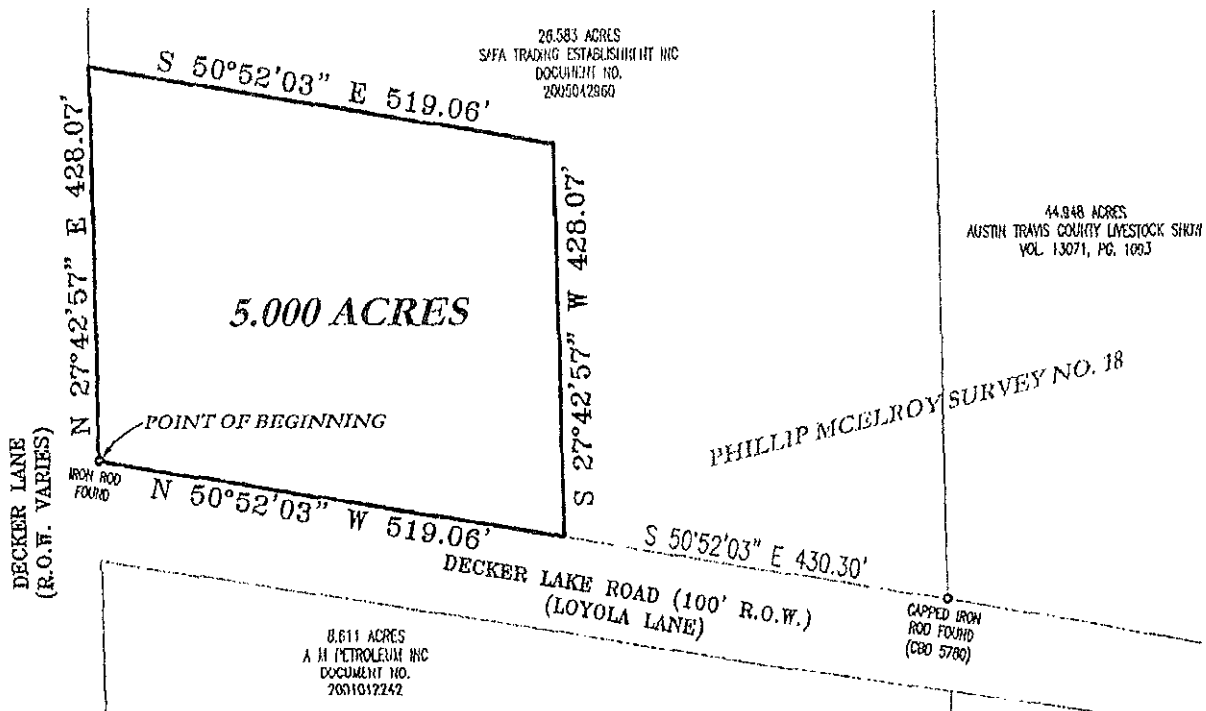 26.583 ACRES
SAFA TRADING ESTABLISHMENT INC
DOCUMENT NO.
2005042960
S 50°52'03" E 519.06'
N 27°42'57" E 428.07'
S 27°42'57" W 428.07'
44.948 ACRES
AUSTIN TRAVIS COUNTY LIVESTOCK SHOW
VOL. 13071, PG. 1003
5.000 ACRES
PHILLIP MCELROY SURVEY NO. 18
POINT OF BEGINNING
IRON ROD
FOUND
DECKER LANE
(R.O.W. VARIES)
N 50°52'03" W 519.06'
S 50°52'03" E 430.30'
DECKER LAKE ROAD (100' R.O.W.)
(LOYOLA LANE)
CAPPED IRON
ROD FOUND
(CBD 5780)
8.611 ACRES
A M PETROLEUM INC
DOCUMENT NO.
2001012242